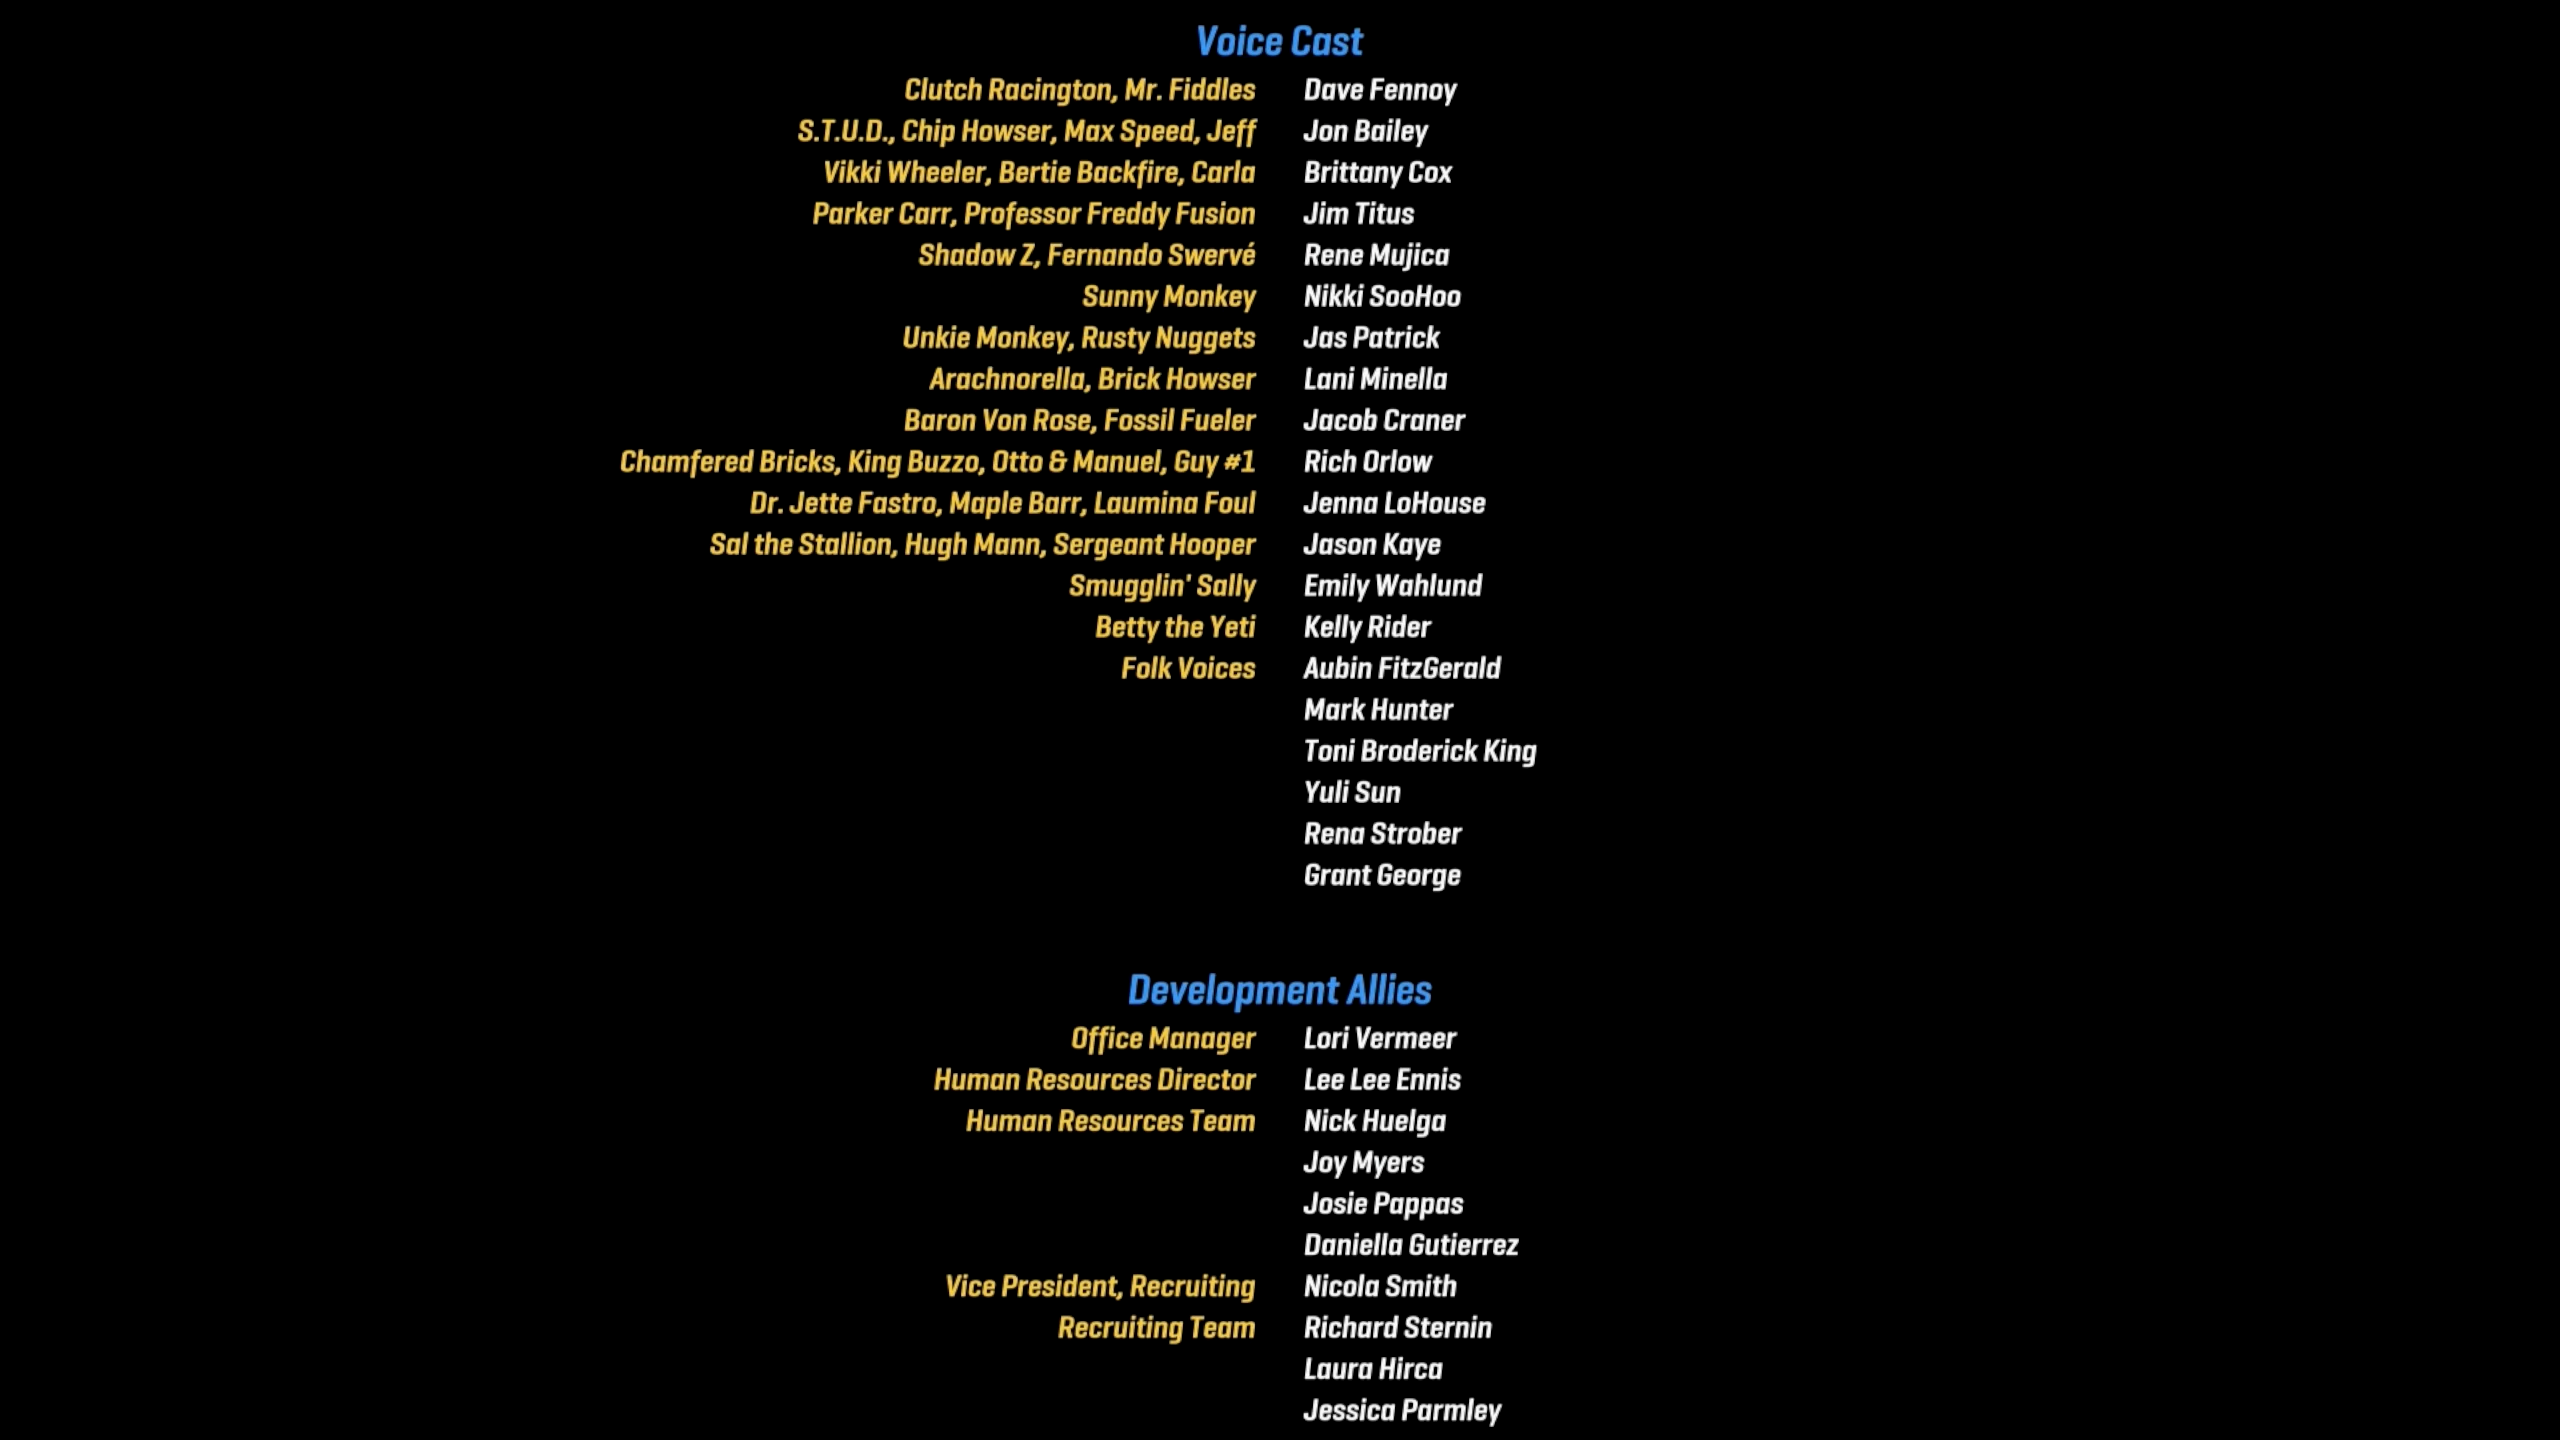 Voice Cast
Clutch Racington, Mr. Fiddles Dave Fennoy
S.T.U.D., Chip Howser, Max Speed, Jeff Jon Bailey
Vikki Wheeler, Bertie Backfire, Carla Brittany Cox
Parker Carr, Professor Freddy Fusion Jim Titus
Shadow Z, Fernando Swervé Rene Mujica
Sunny Monkey Nikki SooHoo
Unkie Monkey, Rusty Nuggets Jas Patrick
Arachnorella, Brick Howser Lani Minella
Baron Von Rose, Fossil Fueler Jacob Craner
Chamfered Bricks, King Buzzo, Otto & Manuel, Guy #1 Rich Orlow
Dr. Jette Fastro, Maple Barr, Laumina Foul Jenna LoHouse
Sal the Stallion, Hugh Mann, Sergeant Hooper Jason Kaye
Smugglin' Sally Emily Wahlund
Betty the Yeti Kelly Rider
Folk Voices Aubin FitzGerald
Mark Hunter
Toni Broderick King
Yuli Sun
Rena Strober
Grant George
Development Allies
Office Manager Lori Vermeer
Human Resources Director Lee Lee Ennis
Human Resources Team Nick Huelga
Joy Myers
Josie Pappas
Daniella Gutierrez
Vice President, Recruiting Nicola Smith
Recruiting Team Richard Sternin
Laura Hirca
Jessica Parmley